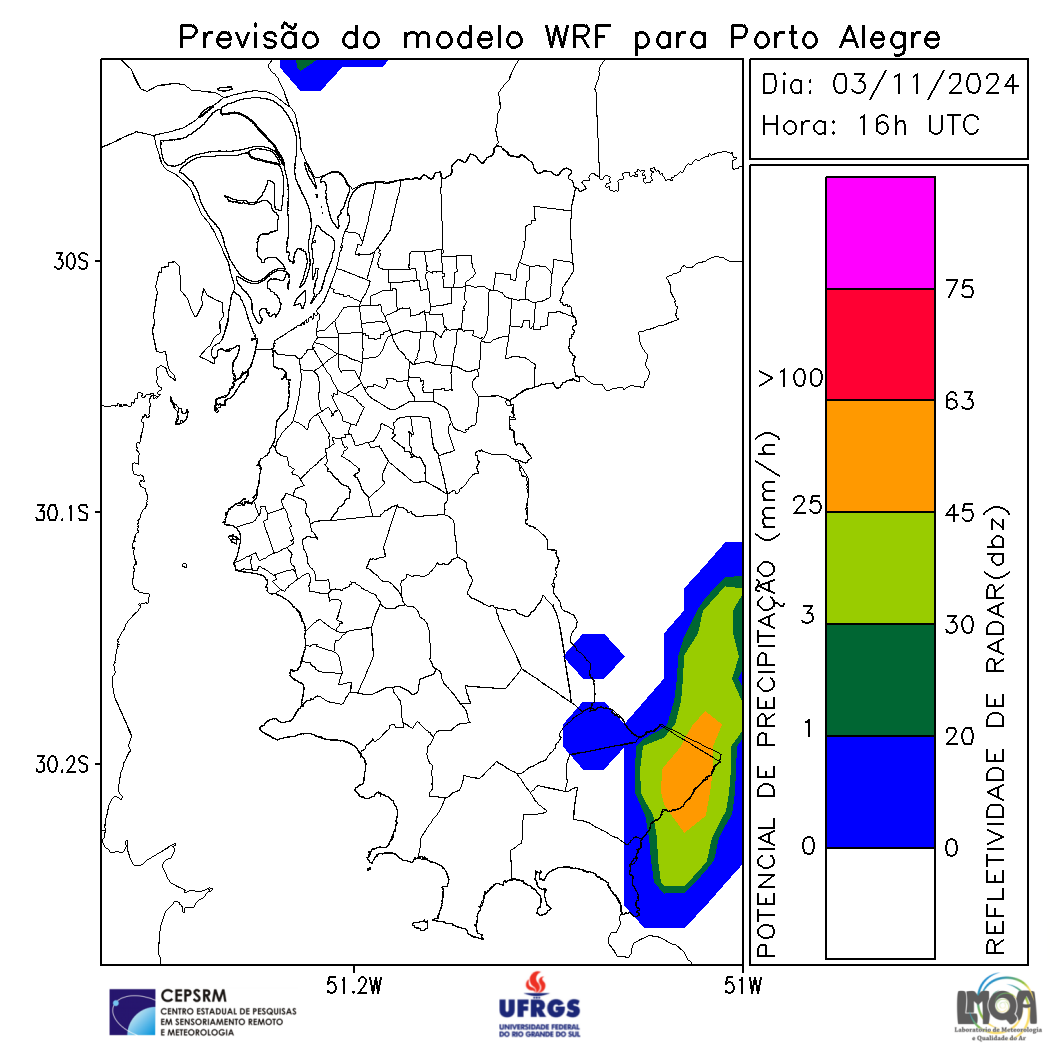 Previsão do modelo WRF para Porto Alegre
Dia: 03/11/2024
Hora: 16h UTC
30S
30.1S
30.2S
51.2W
51W
POTENCIAL DE PRECIPITAÇÃO (mm/h)
>100
25
3
1
0
75
63
45
30
20
0
REFLETIVIDADE DE RADAR(dbz)
CEPSRM
CENTRO ESTADUAL DE PESQUISAS
EM SENSORIAMENTO REMOTO
E METEOROLOGIA
UFRGS
UNIVERSIDADE FEDERAL
DO RIO GRANDE DO SUL
LMQA
Laboratório de Meteorologia
e Qualidade do Ar